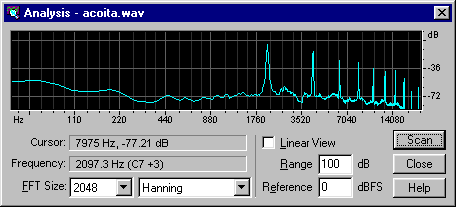 Analysis - acoita.wav
dB
-36
-72
Hz 110 220 440 880 1760 3520 7040 14080
Cursor: 7975 Hz, -77.21 dB
Linear View
Scan
Frequency: 2097.3 Hz (C7 +3)
Range 100 dB
Close
FFT Size: 2048 Hanning
Reference 0 dBFS
Help